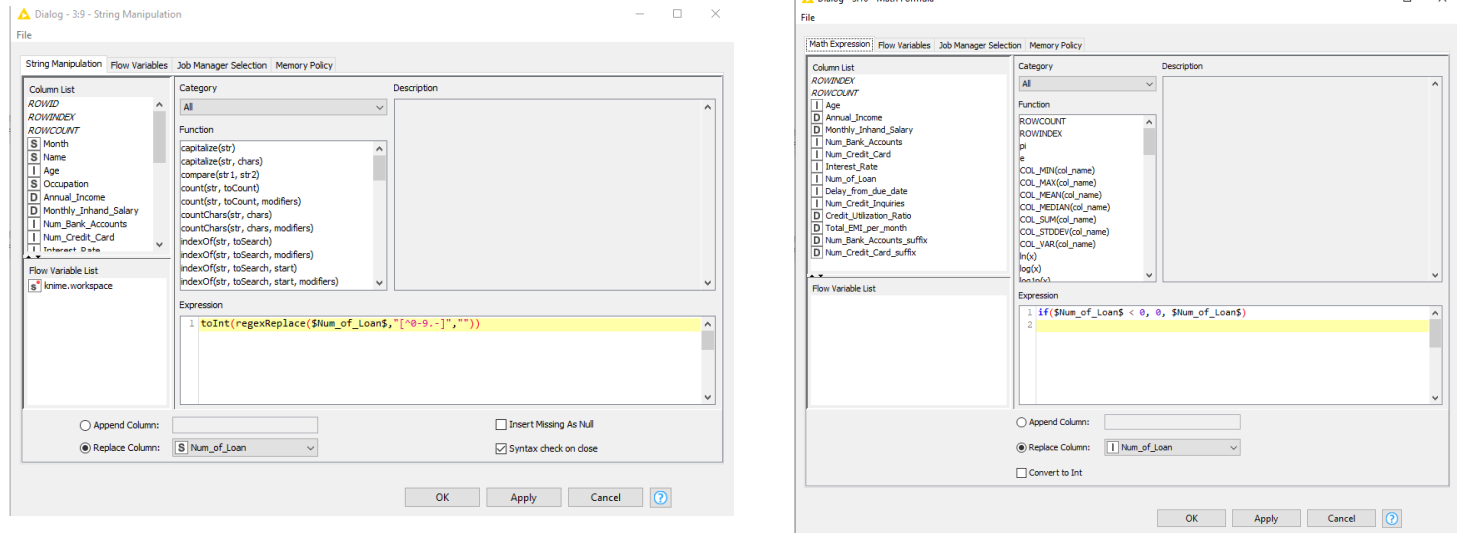 Dialog - 3:9 - String Manipulation
File
String Manipulation Flow Variables Job Manager Selection Memory Policy
Column List
ROWID
ROWINDEX
ROWCOUNT
S Month
S Name
I Age
S Occupation
D Annual_Income
D Monthly_Inhand_Salary
I Num_Bank_Accounts
I Num_Credit_Card
I Interest_Rate
Flow Variable List
s knime.workspace
Category
All
Description
Function
capitalize(str)
capitalize(str, chars)
compare(str1, str2)
count(str, toCount)
count(str, toCount, modifiers)
countChars(str, chars)
countChars(str, chars, modifiers)
indexOf(str, toSearch)
indexOf(str, toSearch, modifiers)
indexOf(str, toSearch, start)
indexOf(str, toSearch, start, modifiers)
Expression
1 toInt(regexReplace($Num_of_Loan$,"[^0-9.-]",""))
Append Column:
Insert Missing As Null
Replace Column: S Num_of_Loan
Syntax check on close
OK Apply Cancel ?
Math Formula
File
Math Expression Flow Variables Job Manager Selection Memory Policy
Column List
ROWINDEX
ROWCOUNT
I Age
D Annual_Income
D Monthly_Inhand_Salary
I Num_Bank_Accounts
I Num_Credit_Card
I Interest_Rate
I Num_of_Loan
I Delay_from_due_date
I Num_Credit_Inquiries
D Credit_Utilization_Ratio
D Total_EMI_per_month
D Num_Bank_Accounts_suffix
D Num_Credit_Card_suffix
Flow Variable List
Category
All
Description
Function
ROWCOUNT
ROWINDEX
pi
e
COL_MIN(col_name)
COL_MAX(col_name)
COL_MEAN(col_name)
COL_MEDIAN(col_name)
COL_SUM(col_name)
COL_STDDEV(col_name)
COL_VAR(col_name)
ln(x)
log(x)
log1p(x)
Expression
1 if($Num_of_Loan$ < 0, 0, $Num_of_Loan$)
2
Append Column:
Replace Column: I Num_of_Loan
Convert to Int
OK Apply Cancel ?